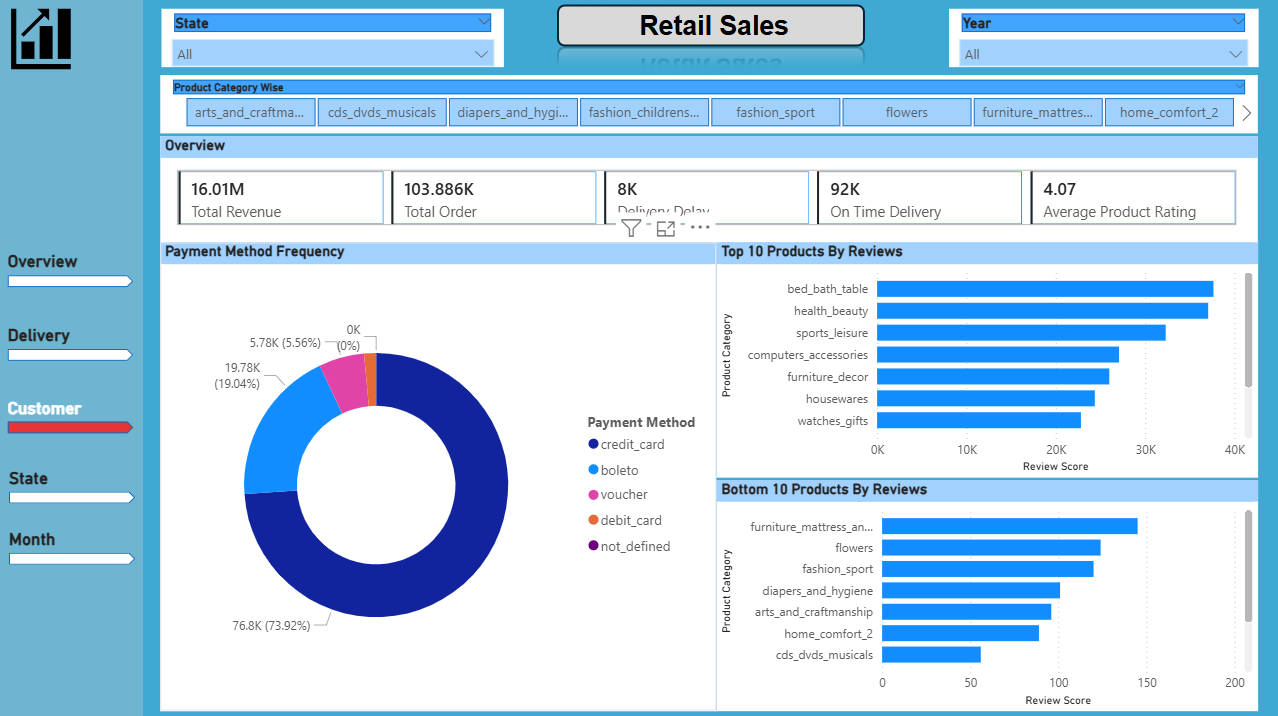 State
All
Retail Sales
Year
All
Product Category Wise
arts_and_craftma...
cds_dvds_musicals
diapers_and_hygi...
fashion_childrens...
fashion_sport
flowers
furniture_mattres...
home_comfort_2
Overview
16.01M
Total Revenue
103.886K
Total Order
8K
Delivery Delay
92K
On Time Delivery
4.07
Average Product Rating
Overview
Delivery
Customer
State
Month
Payment Method Frequency
0K
(0%)
5.78K (5.56%)
19.78K
(19.04%)
76.8K (73.92%)
Payment Method
credit_card
boleto
voucher
debit_card
not_defined
Top 10 Products By Reviews
Product Category
bed_bath_table
health_beauty
sports_leisure
computers_accessories
furniture_decor
housewares
watches_gifts
0K 10K 20K 30K 40K
Review Score
Bottom 10 Products By Reviews
Product Category
furniture_mattress_an...
flowers
fashion_sport
diapers_and_hygiene
arts_and_craftmanship
home_comfort_2
cds_dvds_musicals
0 50 100 150 200
Review Score